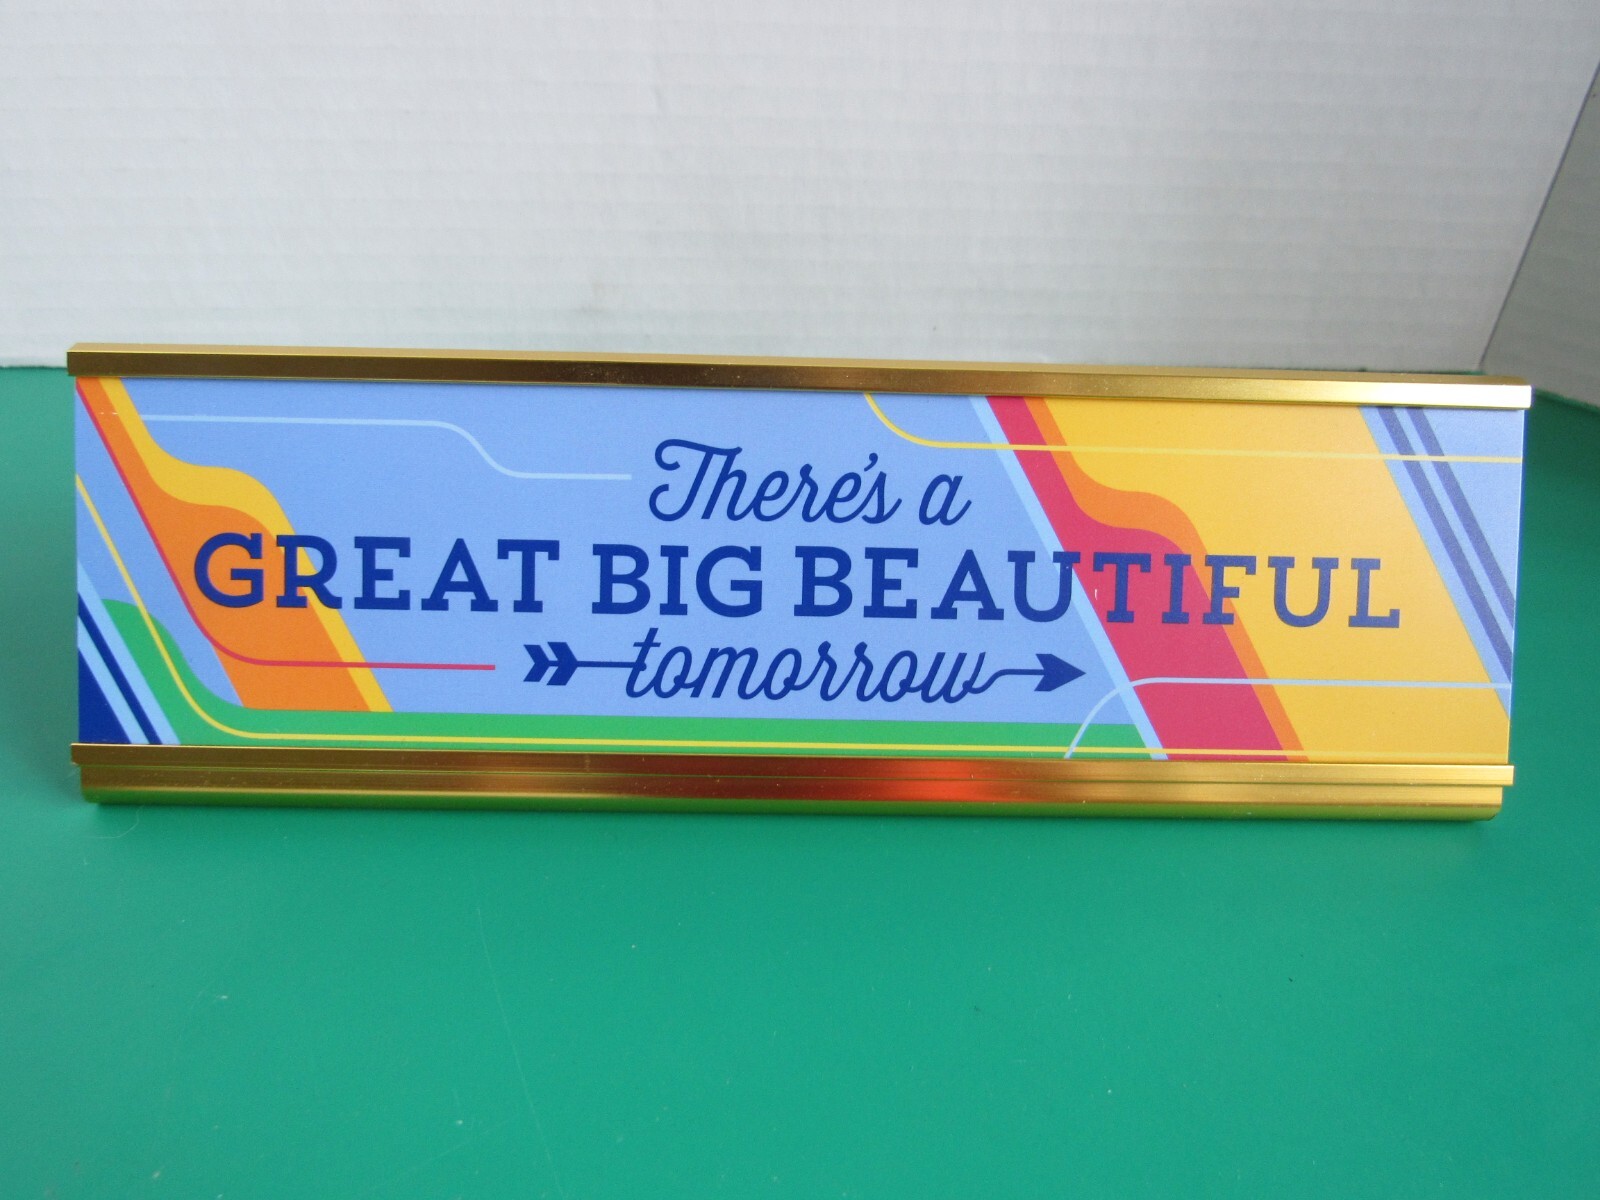 There's a
GREAT BIG BEAUTIFUL
tomorrow